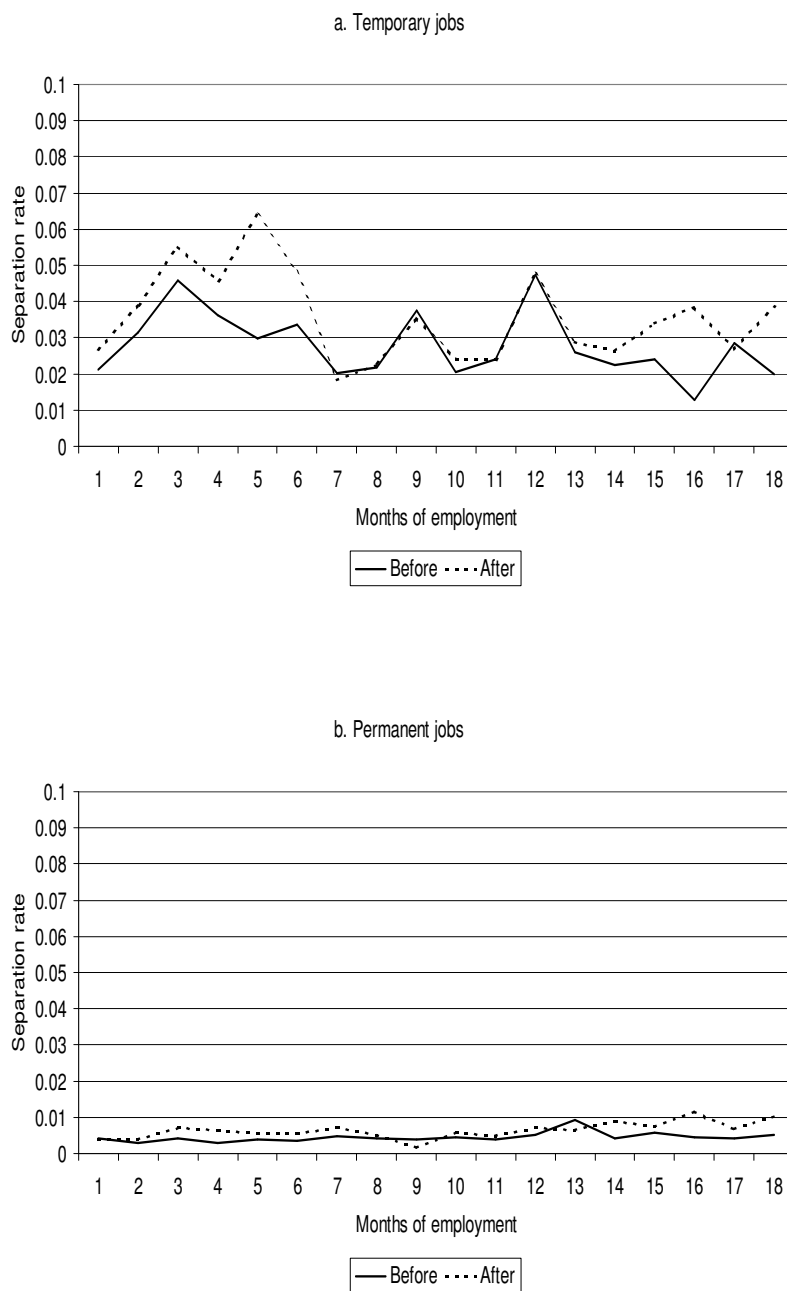 a. Temporary jobs
0.1
0.09
0.08
0.07
0.06
0.05
0.04
0.03
0.02
0.01
0
Separation rate
1 2 3 4 5 6 7 8 9 10 11 12 13 14 15 16 17 18
Months of employment
Before After
b. Permanent jobs
0.1
0.09
0.08
0.07
0.06
0.05
0.04
0.03
0.02
0.01
0
Separation rate
1 2 3 4 5 6 7 8 9 10 11 12 13 14 15 16 17 18
Months of employment
Before After